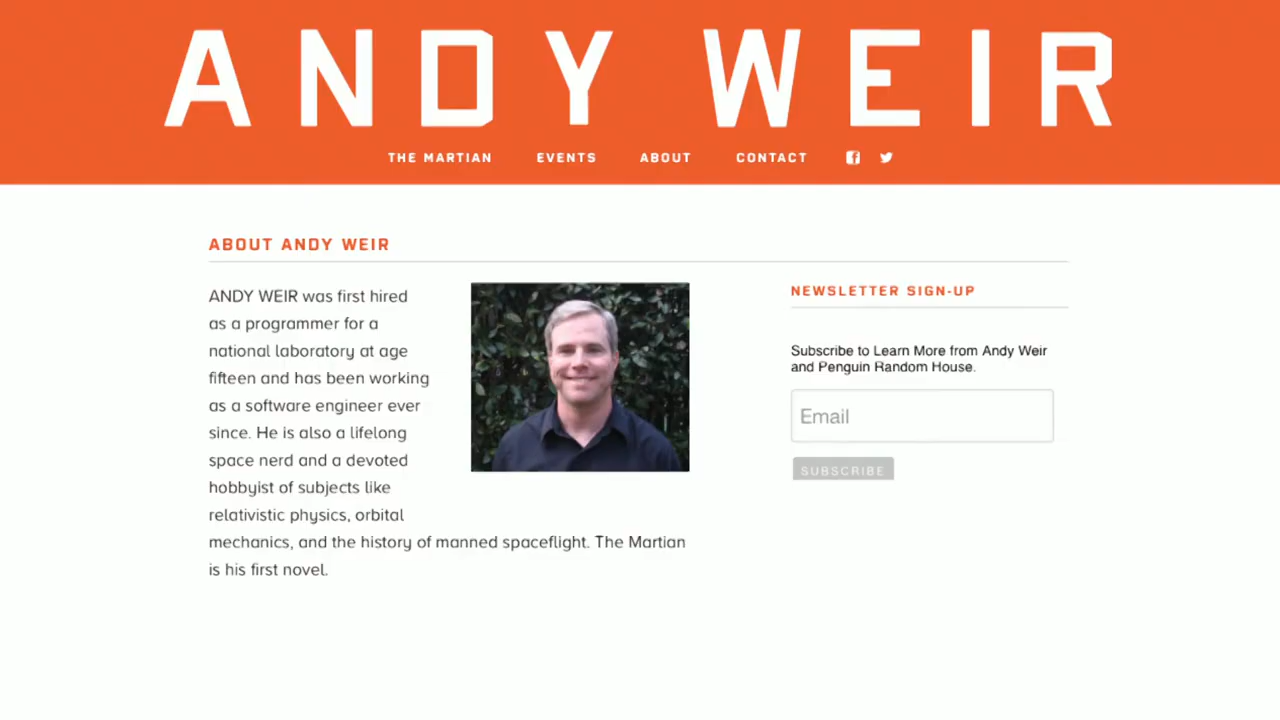 ANDY WEIR
THE MARTIAN EVENTS ABOUT CONTACT
ABOUT ANDY WEIR
ANDY WEIR was first hired
as a programmer for a
national laboratory at age
fifteen and has been working
as a software engineer ever
since. He is also a lifelong
space nerd and a devoted
hobbyist of subjects like
relativistic physics, orbital
mechanics, and the history of manned spaceflight. The Martian
is his first novel.
NEWSLETTER SIGN-UP
Subscribe to Learn More from Andy Weir
and Penguin Random House.
Email
SUBSCRIBE